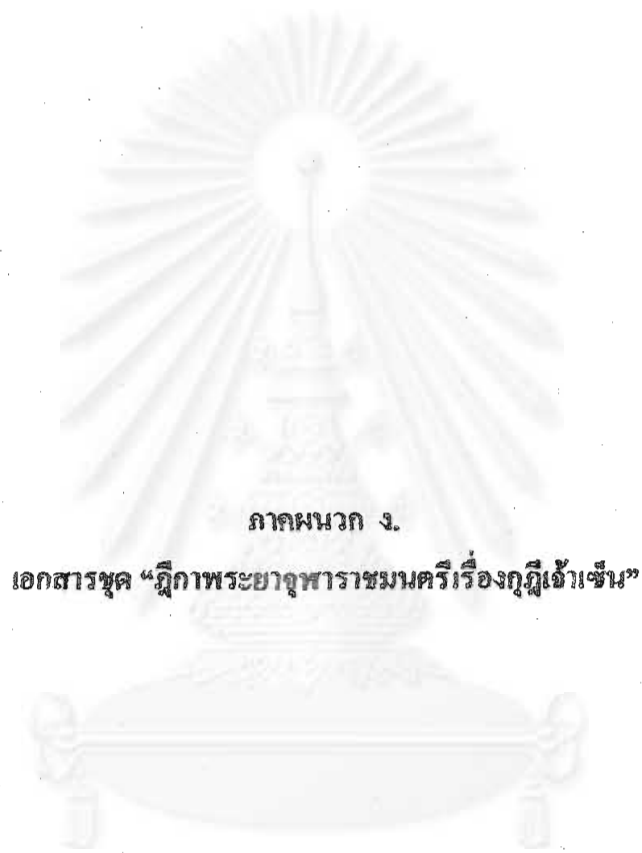 ภาคผนวก ง.
เอกสารชุด “ฎีกาพระยาจุฬาราชมนตรีเรื่องกุฎีเจ้าเซ็น”